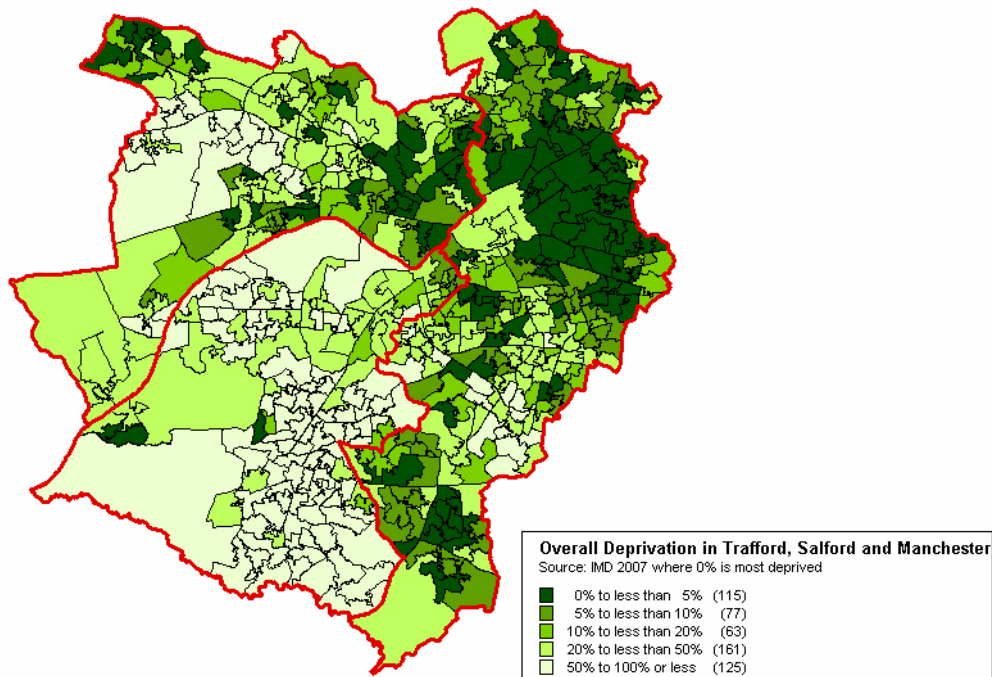 Overall Deprivation in Trafford, Salford and Manchester
Source: IMD 2007 where 0% is most deprived
0% to less than 5% (115)
5% to less than 10% (77)
10% to less than 20% (63)
20% to less than 50% (161)
50% to 100% or less (125)